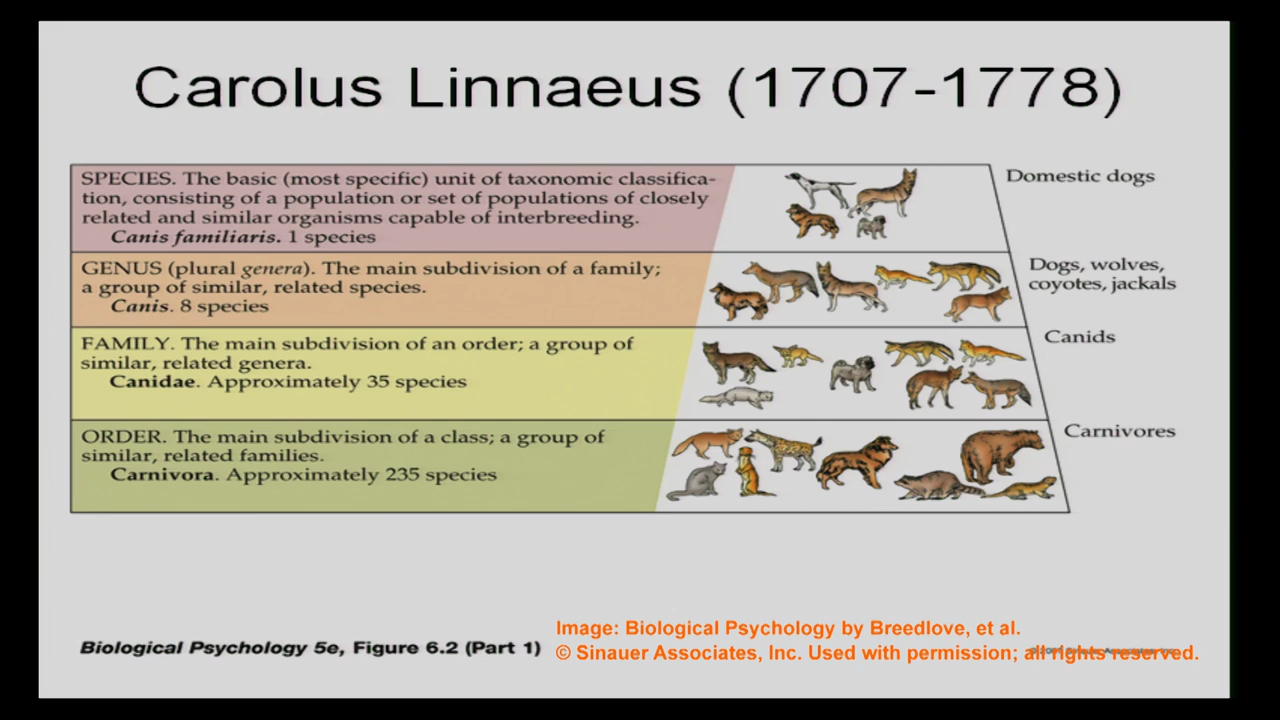 Carolus Linnaeus (1707-1778)
SPECIES. The basic (most specific) unit of taxonomic classifica-
tion, consisting of a population or set of populations of closely
related and similar organisms capable of interbreeding.
Canis familiaris. 1 species
Domestic dogs
GENUS (plural genera). The main subdivision of a family;
a group of similar, related species.
Canis. 8 species
Dogs, wolves,
coyotes, jackals
FAMILY. The main subdivision of an order; a group of
similar, related genera.
Canidae. Approximately 35 species
Canids
ORDER. The main subdivision of a class; a group of
similar, related families.
Carnivora. Approximately 235 species
Carnivores
Biological Psychology 5e, Figure 6.2 (Part 1)
Image: Biological Psychology by Breedlove, et al.
© Sinauer Associates, Inc. Used with permission; all rights reserved.